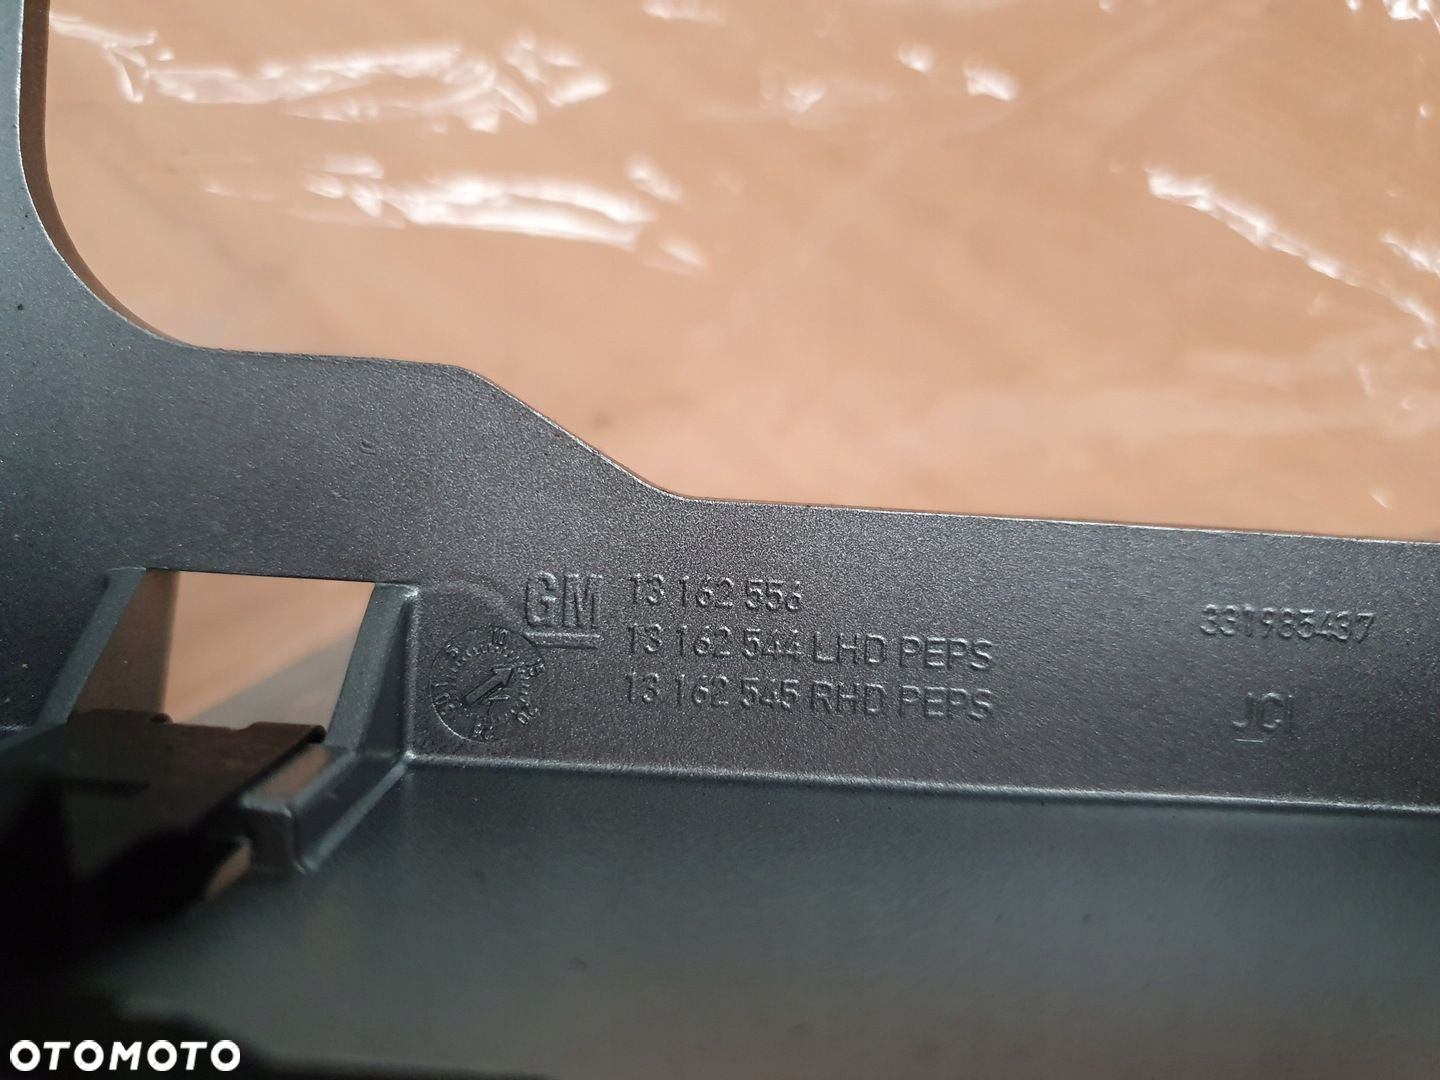 GM
13 162 556
13 162 544 LHD PEPS
13 162 545 RHD PEPS
331985437
JCI
OTOMOTO